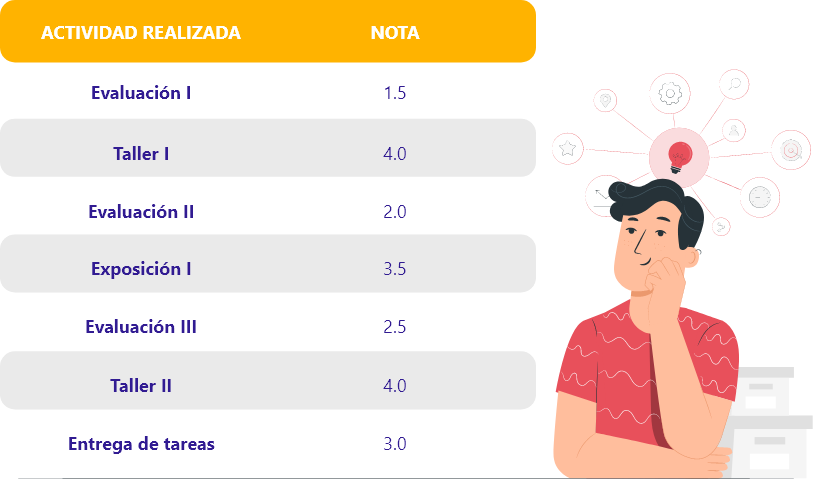 ACTIVIDAD REALIZADA NOTA
Evaluación I 1.5
Taller I 4.0
Evaluación II 2.0
Exposición I 3.5
Evaluación III 2.5
Taller II 4.0
Entrega de tareas 3.0